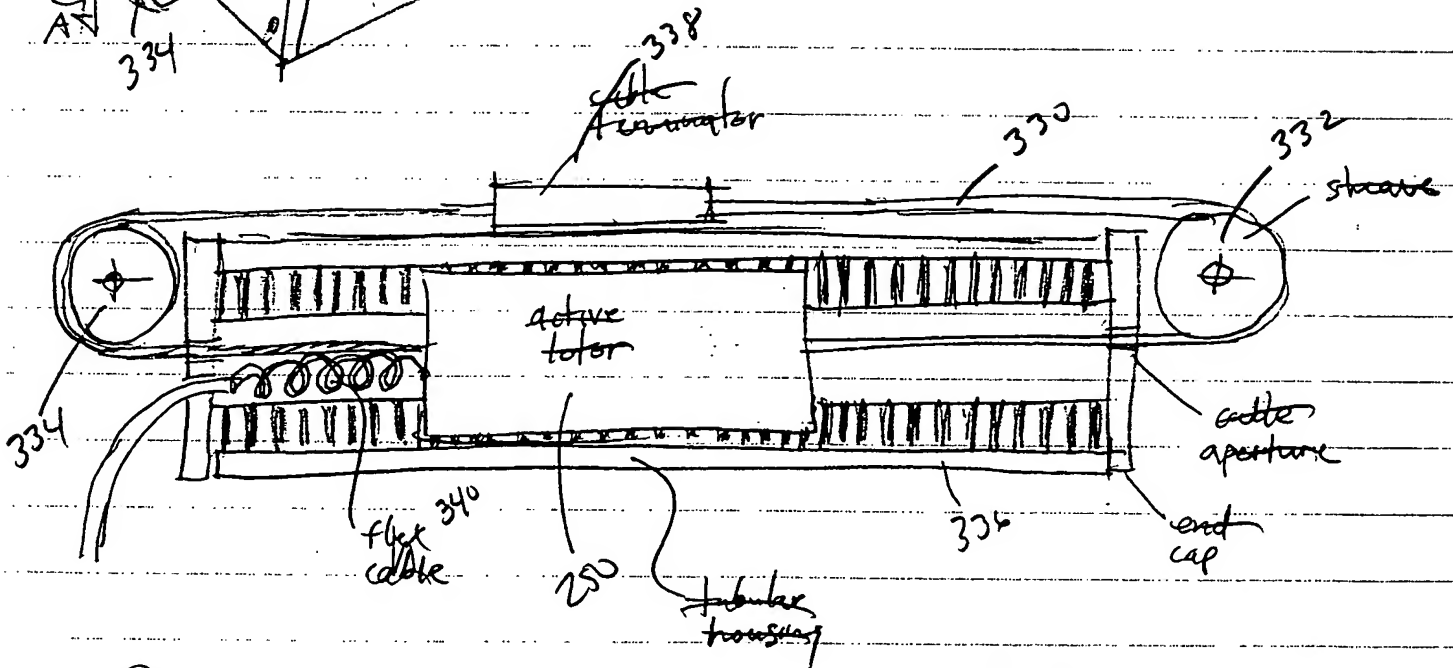 334
338
cable
terminator
330
332
sheave
active
rotor
334
flex 340
cable
250
tubular
housing
336
cable
aperture
end
cap